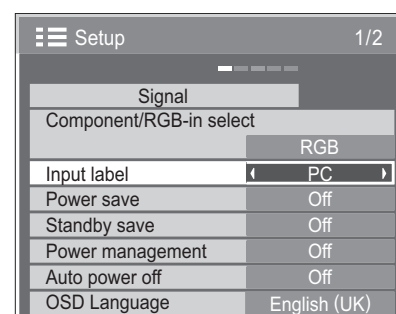 Setup 1/2
Signal
Component/RGB-in select
RGB
Input label PC
Power save Off
Standby save Off
Power management Off
Auto power off Off
OSD Language English (UK)